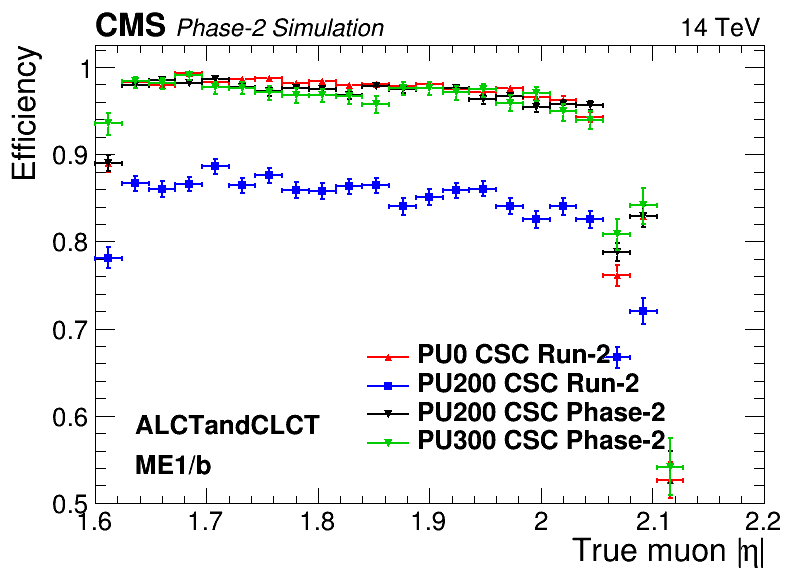 CMS Phase-2 Simulation 14 TeV
Efficiency
1
0.9
0.8
0.7
0.6
0.5
PU0 CSC Run-2
PU200 CSC Run-2
PU200 CSC Phase-2
PU300 CSC Phase-2
ALCTandCLCT
ME1/b
1.6 1.7 1.8 1.9 2 2.1 2.2
True muon |η|